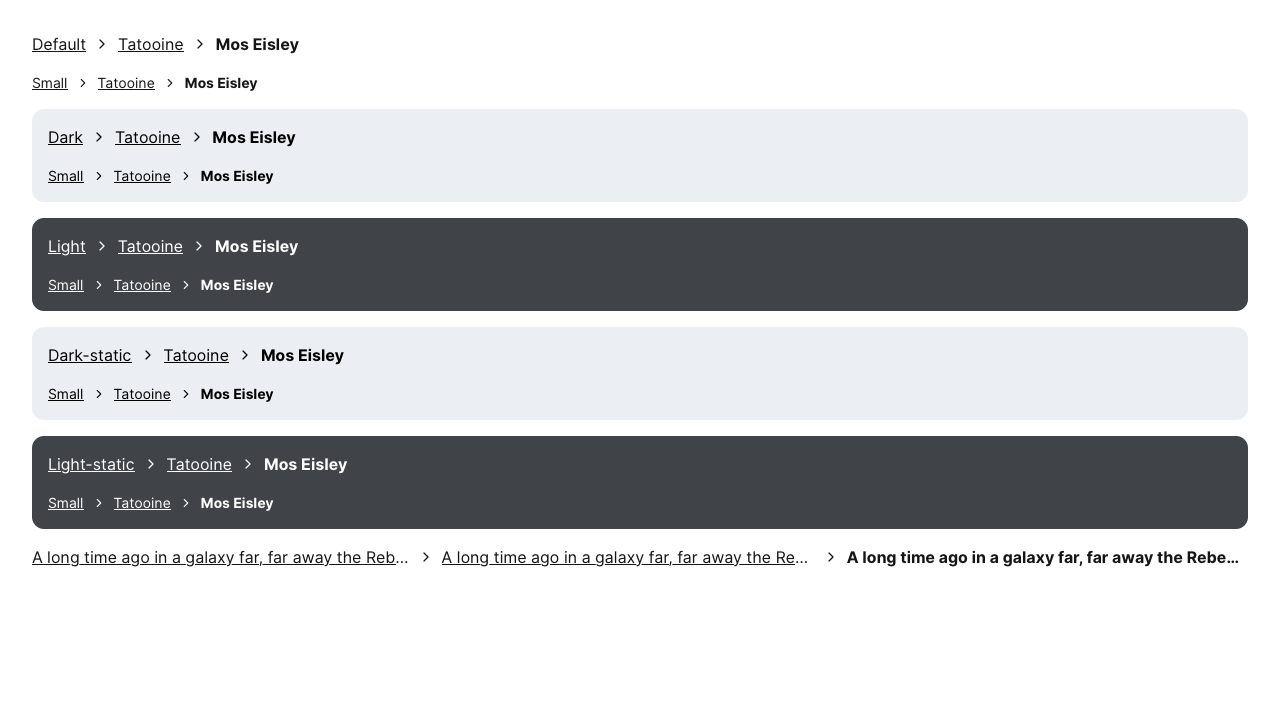 Default > Tatooine > Mos Eisley
Small > Tatooine > Mos Eisley
Dark > Tatooine > Mos Eisley
Small > Tatooine > Mos Eisley
Light > Tatooine > Mos Eisley
Small > Tatooine > Mos Eisley
Dark-static > Tatooine > Mos Eisley
Small > Tatooine > Mos Eisley
Light-static > Tatooine > Mos Eisley
Small > Tatooine > Mos Eisley
A long time ago in a galaxy far, far away the Reb... > A long time ago in a galaxy far, far away the Re... > A long time ago in a galaxy far, far away the Rebe...